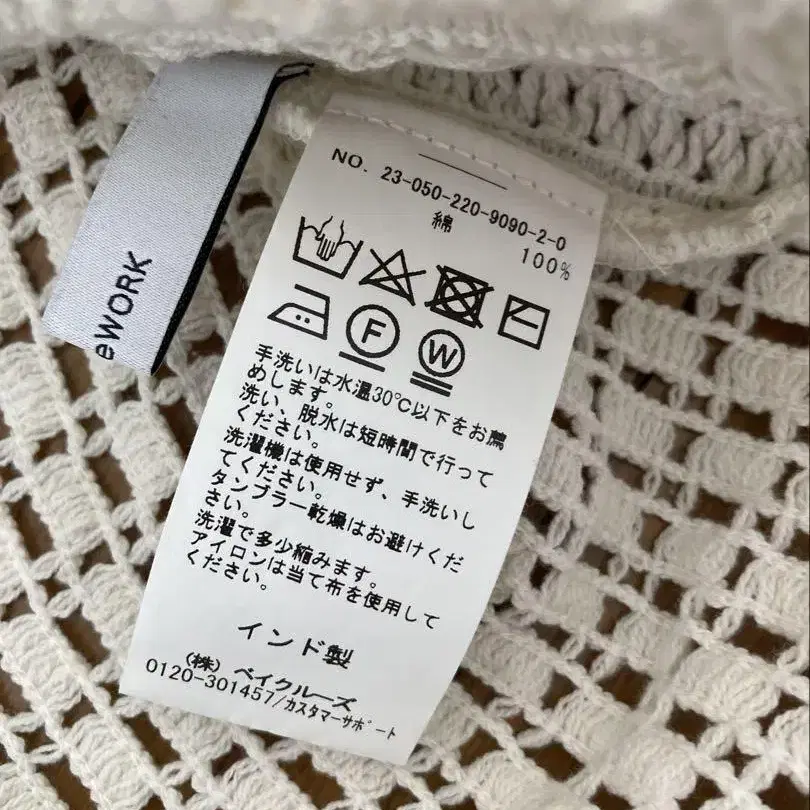 eWORK
NO. 23-050-220-9090-2-0
綿 100%
F
W
手洗いは水温30℃以下をお薦
めします。
洗い、脱水は短時間で行って
ください。
洗濯機は使用せず、手洗いし
てください。
タンブラー乾燥はお避けくだ
さい。
洗濯で多少縮みます。
アイロンは当て布を使用して
ください。
インド製
(株) ベイクルーズ
0120-301457/カスタマーサポート